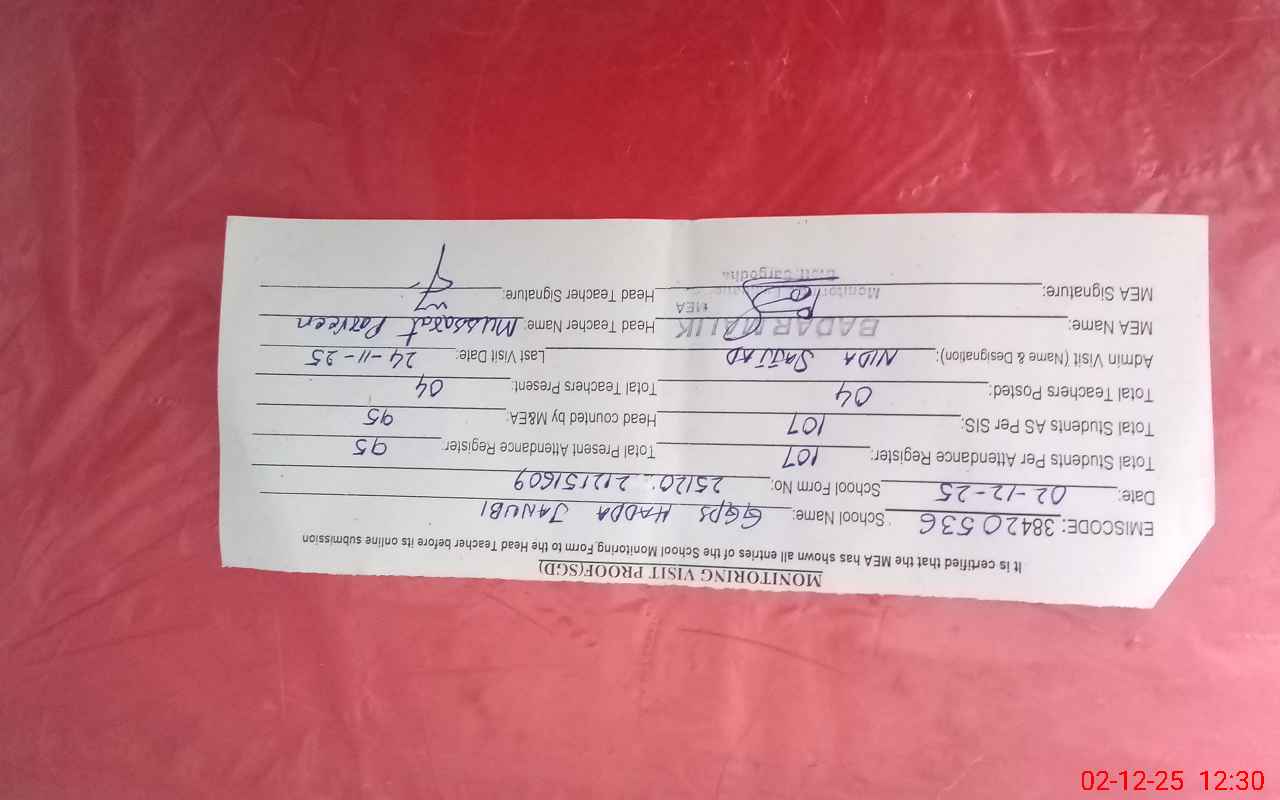 MONITORING VISIT PROOF(SGD)
It is certified that the MEA has shown all entries of the School Monitoring Form to the Head Teacher before its online submission
EMISCODE: 38420536 School Name: GGPS HADDA JANUBI
Date: 02-12-25 School Form No: 25120 212151609
Total Students Per Attendance Register: 107 Total Present Attendent Register: 95
Total Students AS Per SIS: 107 Head counted by M&EA: 95
Total Teachers Posted: 04 Total Teachers Present: 04
Admin Visit (Name & Designation): NIDA SAJJAD Last Visit Date: 24-11-25
MEA Name: BADAR MALIK Head Teacher Name: Mussarat Parveen
MEA
MEA Signature: Head Teacher Signature:
Distt: Sargodha
02-12-25 12:30